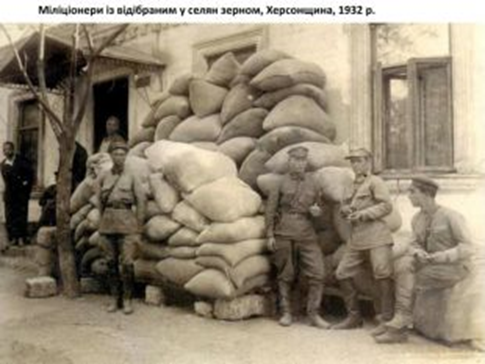 Міліціонери із відібраним у селян зерном, Херсонщина, 1932 р.